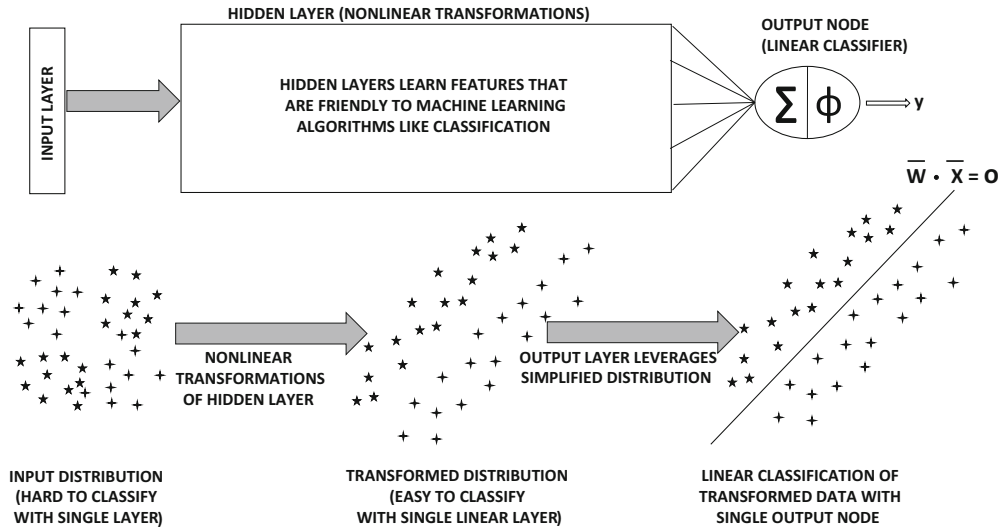 HIDDEN LAYER (NONLINEAR TRANSFORMATIONS)
INPUT LAYER
HIDDEN LAYERS LEARN FEATURES THAT
ARE FRIENDLY TO MACHINE LEARNING
ALGORITHMS LIKE CLASSIFICATION
OUTPUT NODE
(LINEAR CLASSIFIER)
∑ ϕ
y
W̅ · X̅ = 0
NONLINEAR
TRANSFORMATIONS
OF HIDDEN LAYER
OUTPUT LAYER LEVERAGES
SIMPLIFIED DISTRIBUTION
INPUT DISTRIBUTION
(HARD TO CLASSIFY
WITH SINGLE LAYER)
TRANSFORMED DISTRIBUTION
(EASY TO CLASSIFY
WITH SINGLE LINEAR LAYER)
LINEAR CLASSIFICATION OF
TRANSFORMED DATA WITH
SINGLE OUTPUT NODE